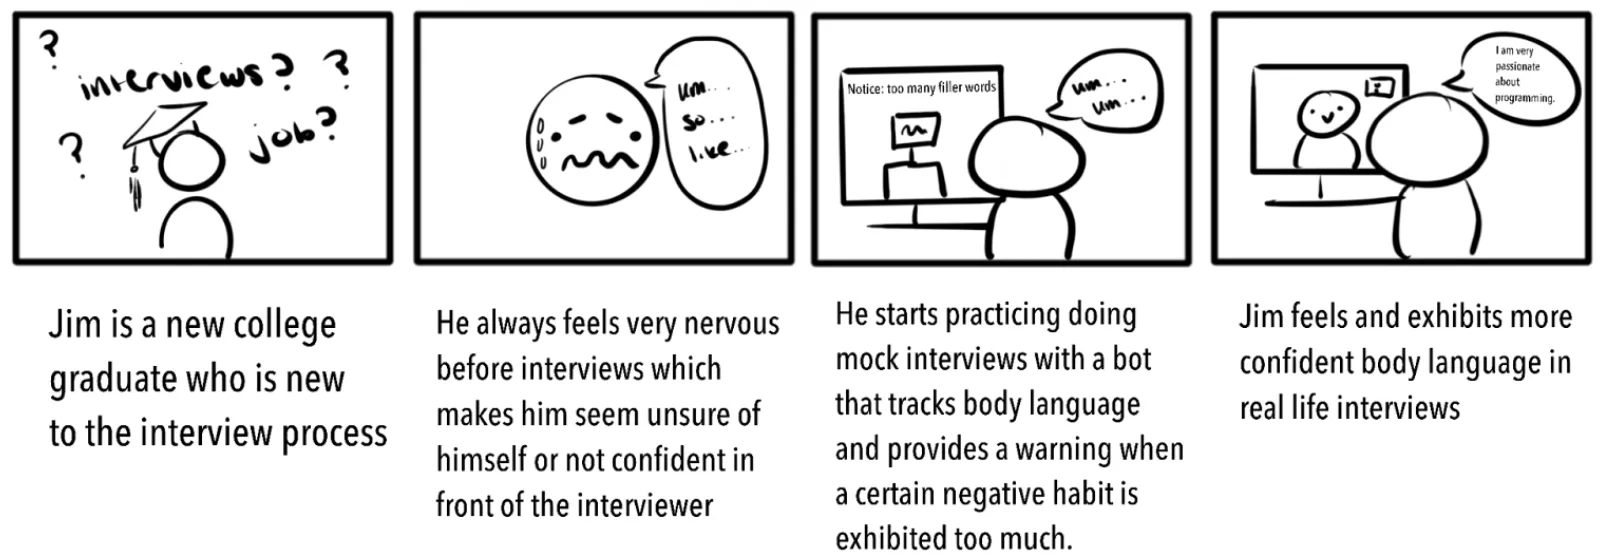 ?
interviews? ?
? job?
Jim is a new college
graduate who is new
to the interview process
um...
so....
like...
He always feels very nervous
before interviews which
makes him seem unsure of
himself or not confident in
front of the interviewer
Notice: too many filler words
um...
um...
He starts practicing doing
mock interviews with a bot
that tracks body language
and provides a warning when
a certain negative habit is
exhibited too much.
I am very
passionate
about
programming.
Jim feels and exhibits more
confident body language in
real life interviews